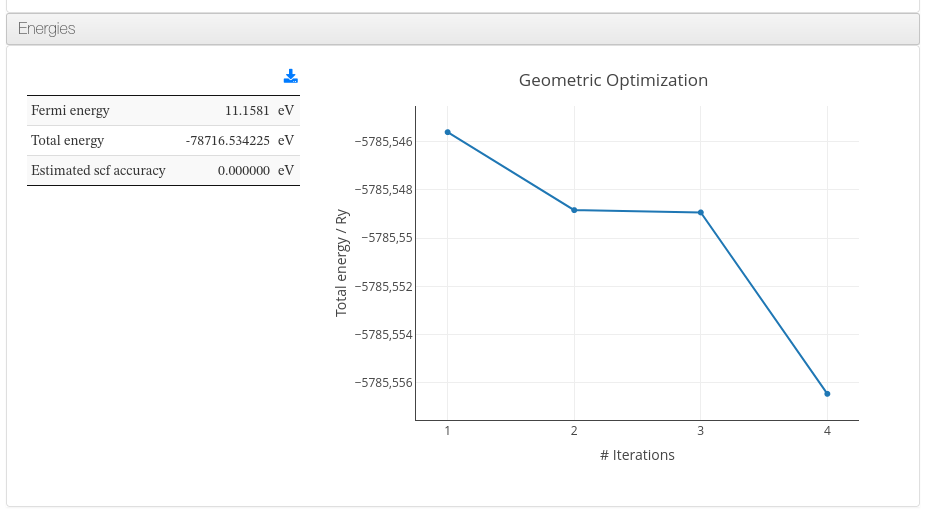 Energies
Fermi energy 11.1581 eV
Total energy -78716.534225 eV
Estimated scf accuracy 0.000000 eV
Geometric Optimization
Total energy / Ry
−5785,546
−5785,548
−5785,55
−5785,552
−5785,554
−5785,556
1 2 3 4
# Iterations